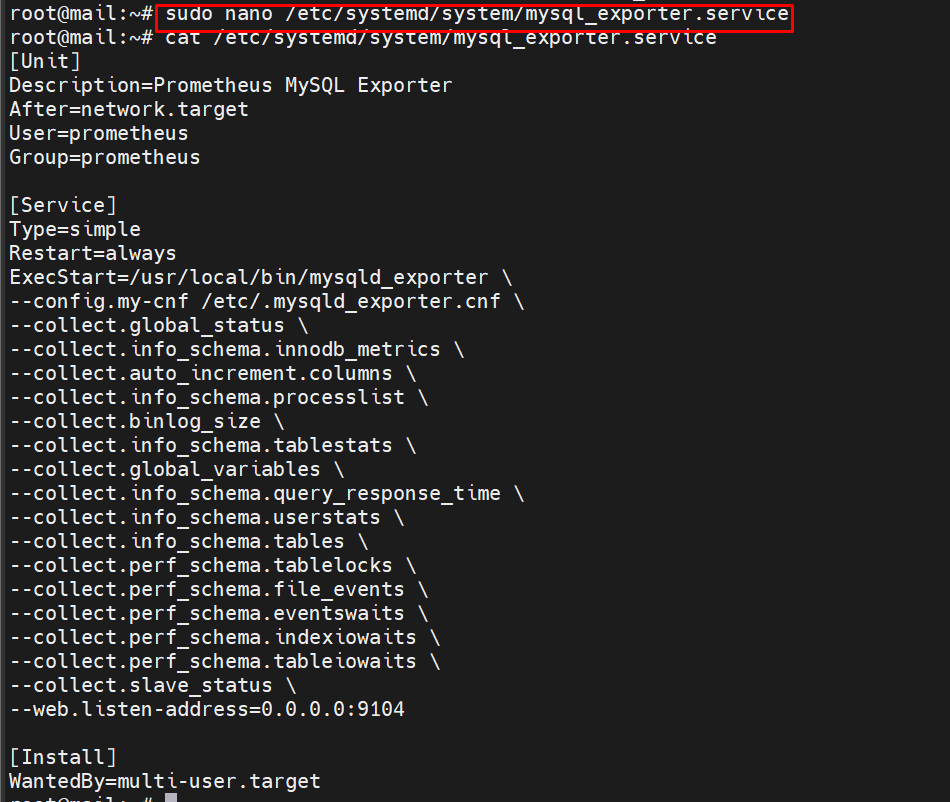 root@mail:~# sudo nano /etc/systemd/system/mysql_exporter.service
root@mail:~# cat /etc/systemd/system/mysql_exporter.service
[Unit]
Description=Prometheus MySQL Exporter
After=network.target
User=prometheus
Group=prometheus

[Service]
Type=simple
Restart=always
ExecStart=/usr/local/bin/mysqld_exporter \
--config.my-cnf /etc/.mysqld_exporter.cnf \
--collect.global_status \
--collect.info_schema.innodb_metrics \
--collect.auto_increment.columns \
--collect.info_schema.processlist \
--collect.binlog_size \
--collect.info_schema.tablestats \
--collect.global_variables \
--collect.info_schema.query_response_time \
--collect.info_schema.userstats \
--collect.info_schema.tables \
--collect.perf_schema.tablelocks \
--collect.perf_schema.file_events \
--collect.perf_schema.eventswaits \
--collect.perf_schema.indexiowaits \
--collect.perf_schema.tableiowaits \
--collect.slave_status \
--web.listen-address=0.0.0.0:9104

[Install]
WantedBy=multi-user.target
root@mail:~#